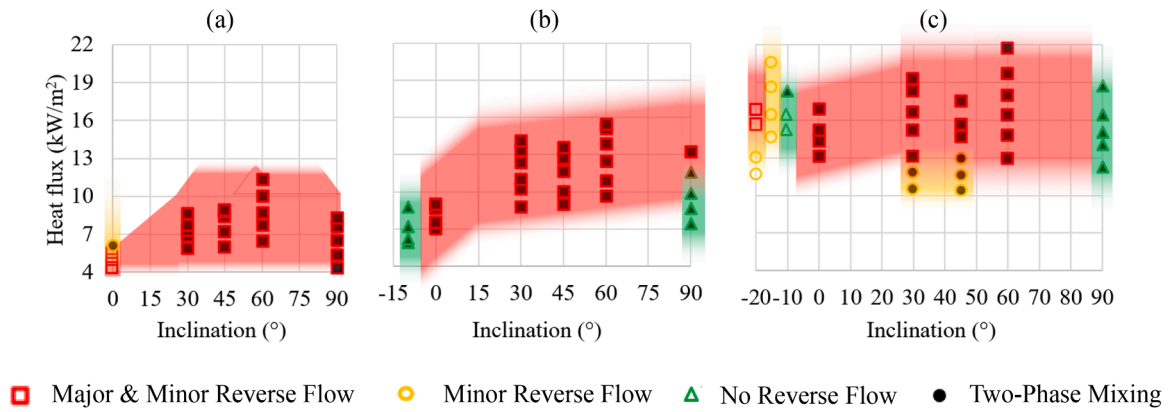 (a) (b) (c)
Heat flux (kW/m²)
22
19
16
13
10
7
4
0 15 30 45 60 90
-15 0 15 30 45 60 90
-20 -10 0 10 20 30 40 50 60 70 80 90
Inclination (°) Inclination (°) Inclination (°)
Major & Minor Reverse Flow Minor Reverse Flow No Reverse Flow Two-Phase Mixing